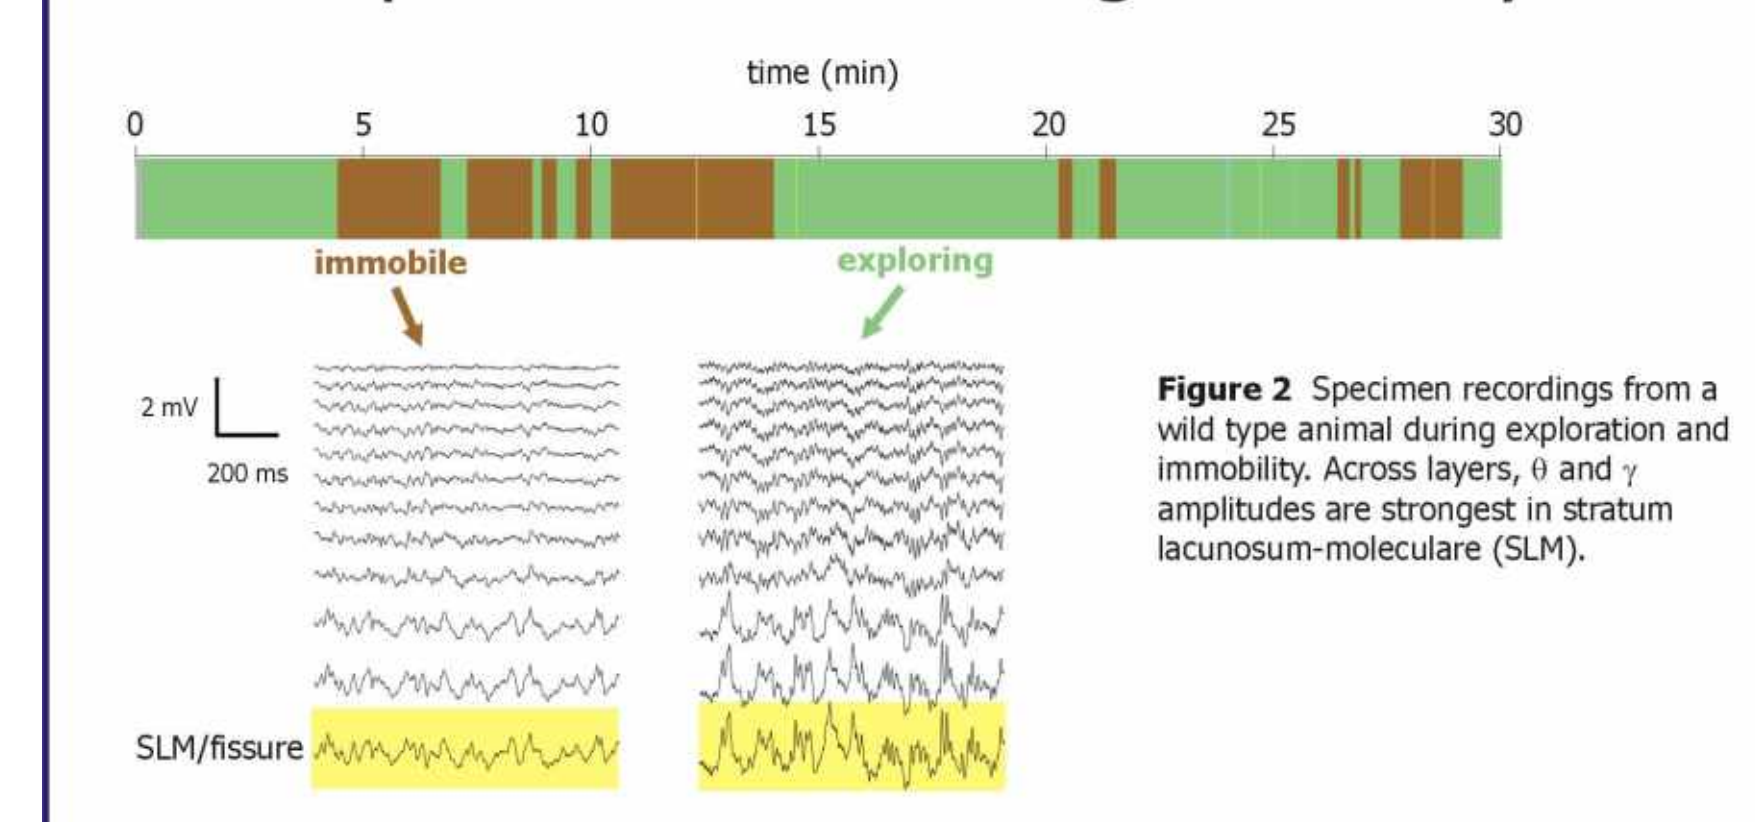 time (min)
0 5 10 15 20 25 30
immobile exploring
2 mV
200 ms
Figure 2 Specimen recordings from a
wild type animal during exploration and
immobility. Across layers, θ and γ
amplitudes are strongest in stratum
lacunosum-moleculare (SLM).
SLM/fissure